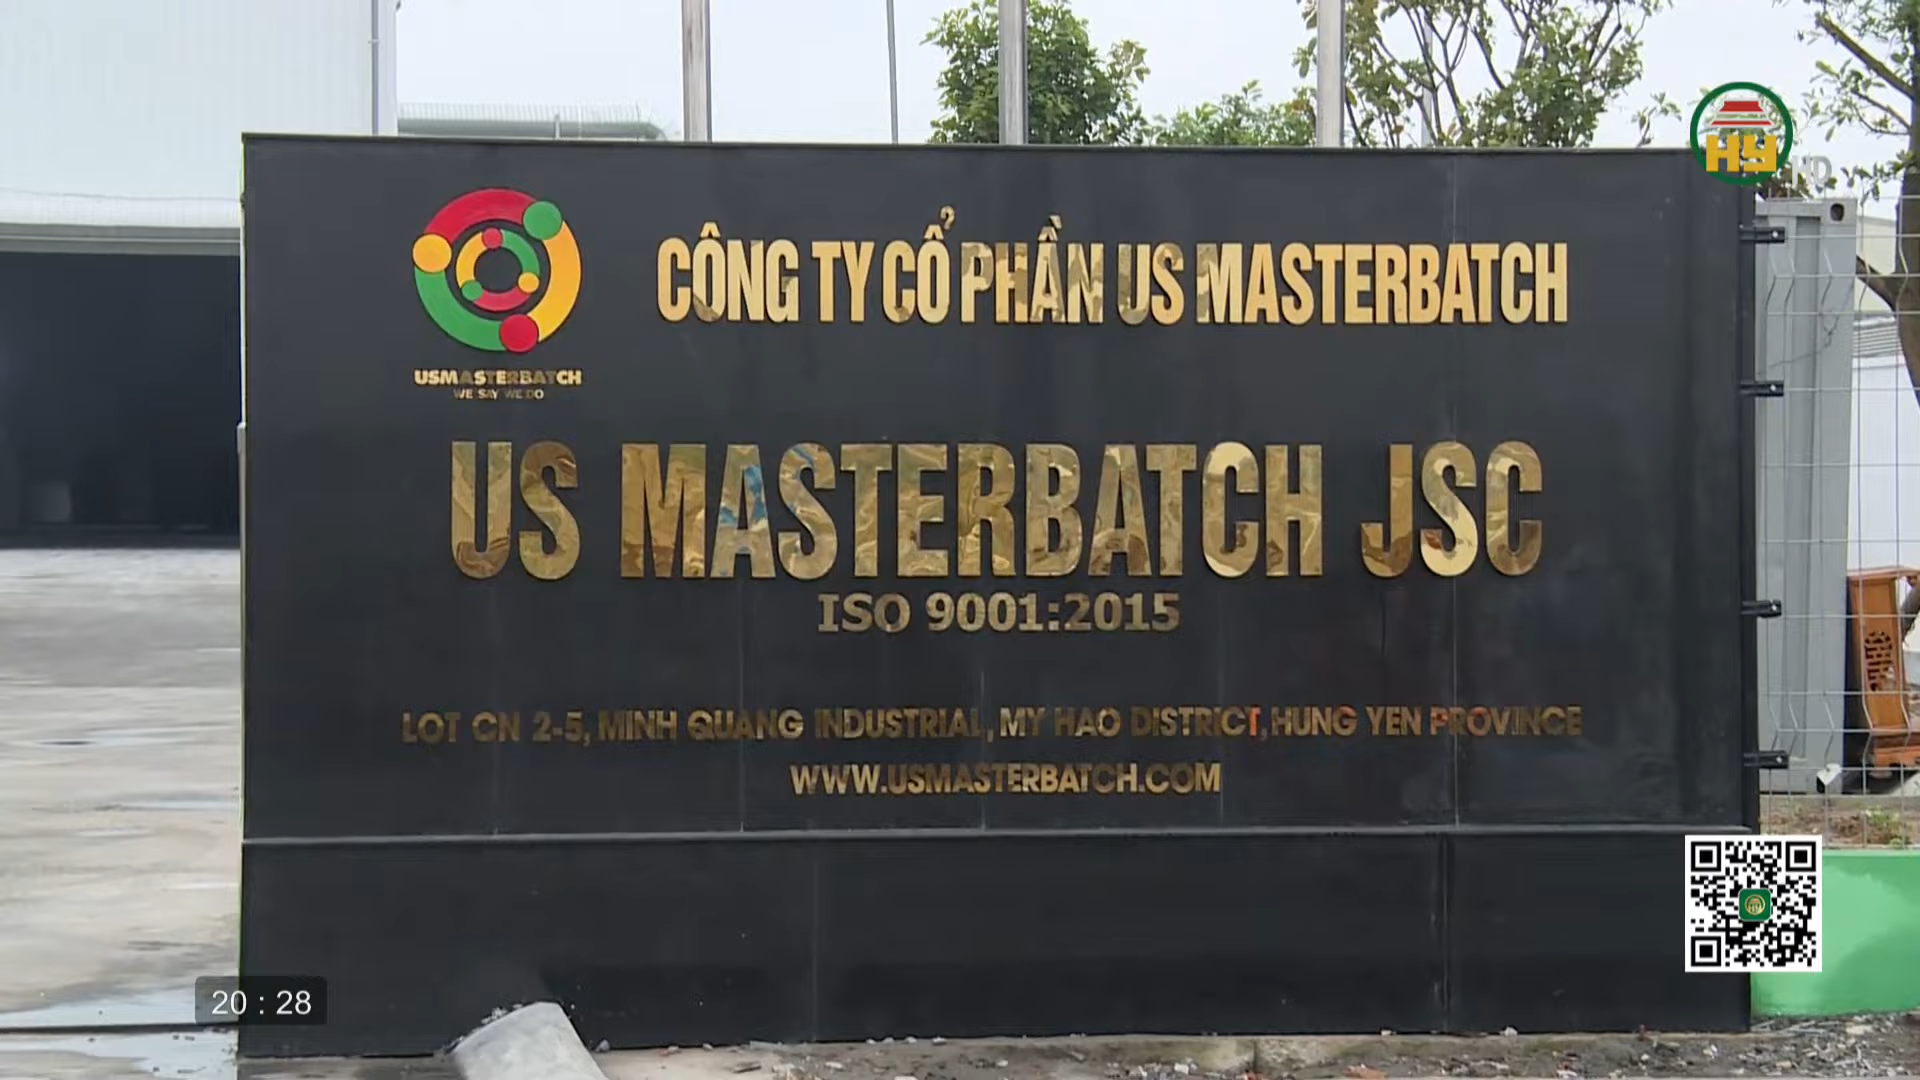 HY HD
CÔNG TY CỔ PHẦN US MASTERBATCH
USMASTERBATCH
WE SAY WE DO
US MASTERBATCH JSC
ISO 9001:2015
LOT CN 2-5, MINH QUANG INDUSTRIAL, MY HAO DISTRICT, HUNG YEN PROVINCE
WWW.USMASTERBATCH.COM
20 : 28